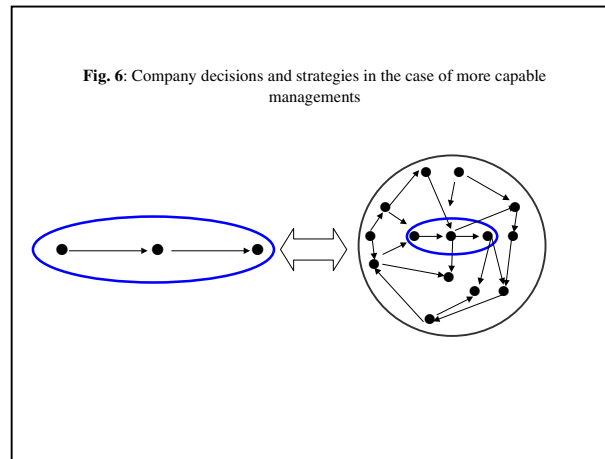 Fig. 6: Company decisions and strategies in the case of more capable
managements